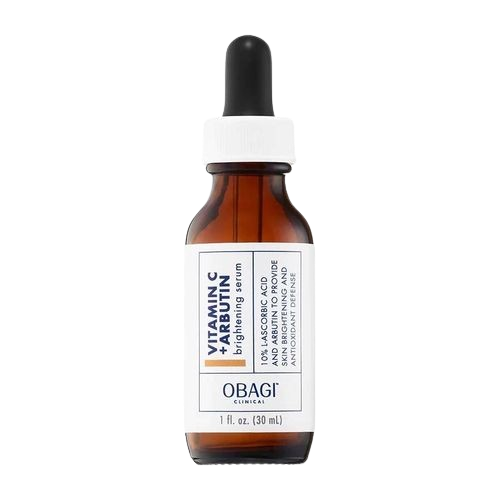 VITAMIN C
+ARBUTIN
brightening serum
10% LASCORBIC ACID
AND ARBUTIN TO PROVIDE
SKIN BRIGHTENING AND
ANTIOXIDANT DEFENSE
OBAGI
CLINICAL
1 fl. oz. (30 mL)